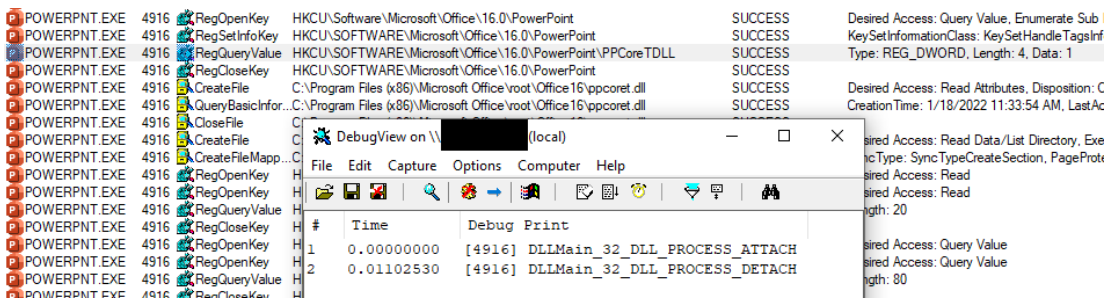 POWERPNT.EXE 4916 RegOpenKey HKCU\Software\Microsoft\Office\16.0\PowerPoint SUCCESS Desired Access: Query Value, Enumerate Sub
POWERPNT.EXE 4916 RegSetInfoKey HKCU\SOFTWARE\Microsoft\Office\16.0\PowerPoint SUCCESS KeySetInformationClass: KeySetHandleTagsInf
POWERPNT.EXE 4916 RegQueryValue HKCU\SOFTWARE\Microsoft\Office\16.0\PowerPoint\PPCoreTDLL SUCCESS Type: REG_DWORD, Length: 4, Data: 1
POWERPNT.EXE 4916 RegCloseKey HKCU\SOFTWARE\Microsoft\Office\16.0\PowerPoint SUCCESS
POWERPNT.EXE 4916 CreateFile C:\Program Files (x86)\Microsoft Office\root\Office16\ppcoret.dll SUCCESS Desired Access: Read Attributes, Disposition: O
POWERPNT.EXE 4916 QueryBasicInfor...C:\Program Files (x86)\Microsoft Office\root\Office16\ppcoret.dll SUCCESS CreationTime: 1/18/2022 11:33:54 AM, LastAc
POWERPNT.EXE 4916 CloseFile C
POWERPNT.EXE 4916 CreateFile C sired Access: Read Data/List Directory, Exe
POWERPNT.EXE 4916 CreateFileMapp...C ncType: SyncTypeCreateSection, PageProte
POWERPNT.EXE 4916 RegOpenKey H sired Access: Read
POWERPNT.EXE 4916 RegOpenKey H sired Access: Read
POWERPNT.EXE 4916 RegQueryValue H ngth: 20
POWERPNT.EXE 4916 RegCloseKey H
POWERPNT.EXE 4916 RegOpenKey H sired Access: Query Value
POWERPNT.EXE 4916 RegOpenKey H sired Access: Query Value
POWERPNT.EXE 4916 RegQueryValue H ngth: 80
POWERPNT.EXE 4916 RegCloseKey H
DebugView on \\ (local)
File Edit Capture Options Computer Help
# Time Debug Print
1 0.00000000 [4916] DLLMain_32_DLL_PROCESS_ATTACH
2 0.01102530 [4916] DLLMain_32_DLL_PROCESS_DETACH